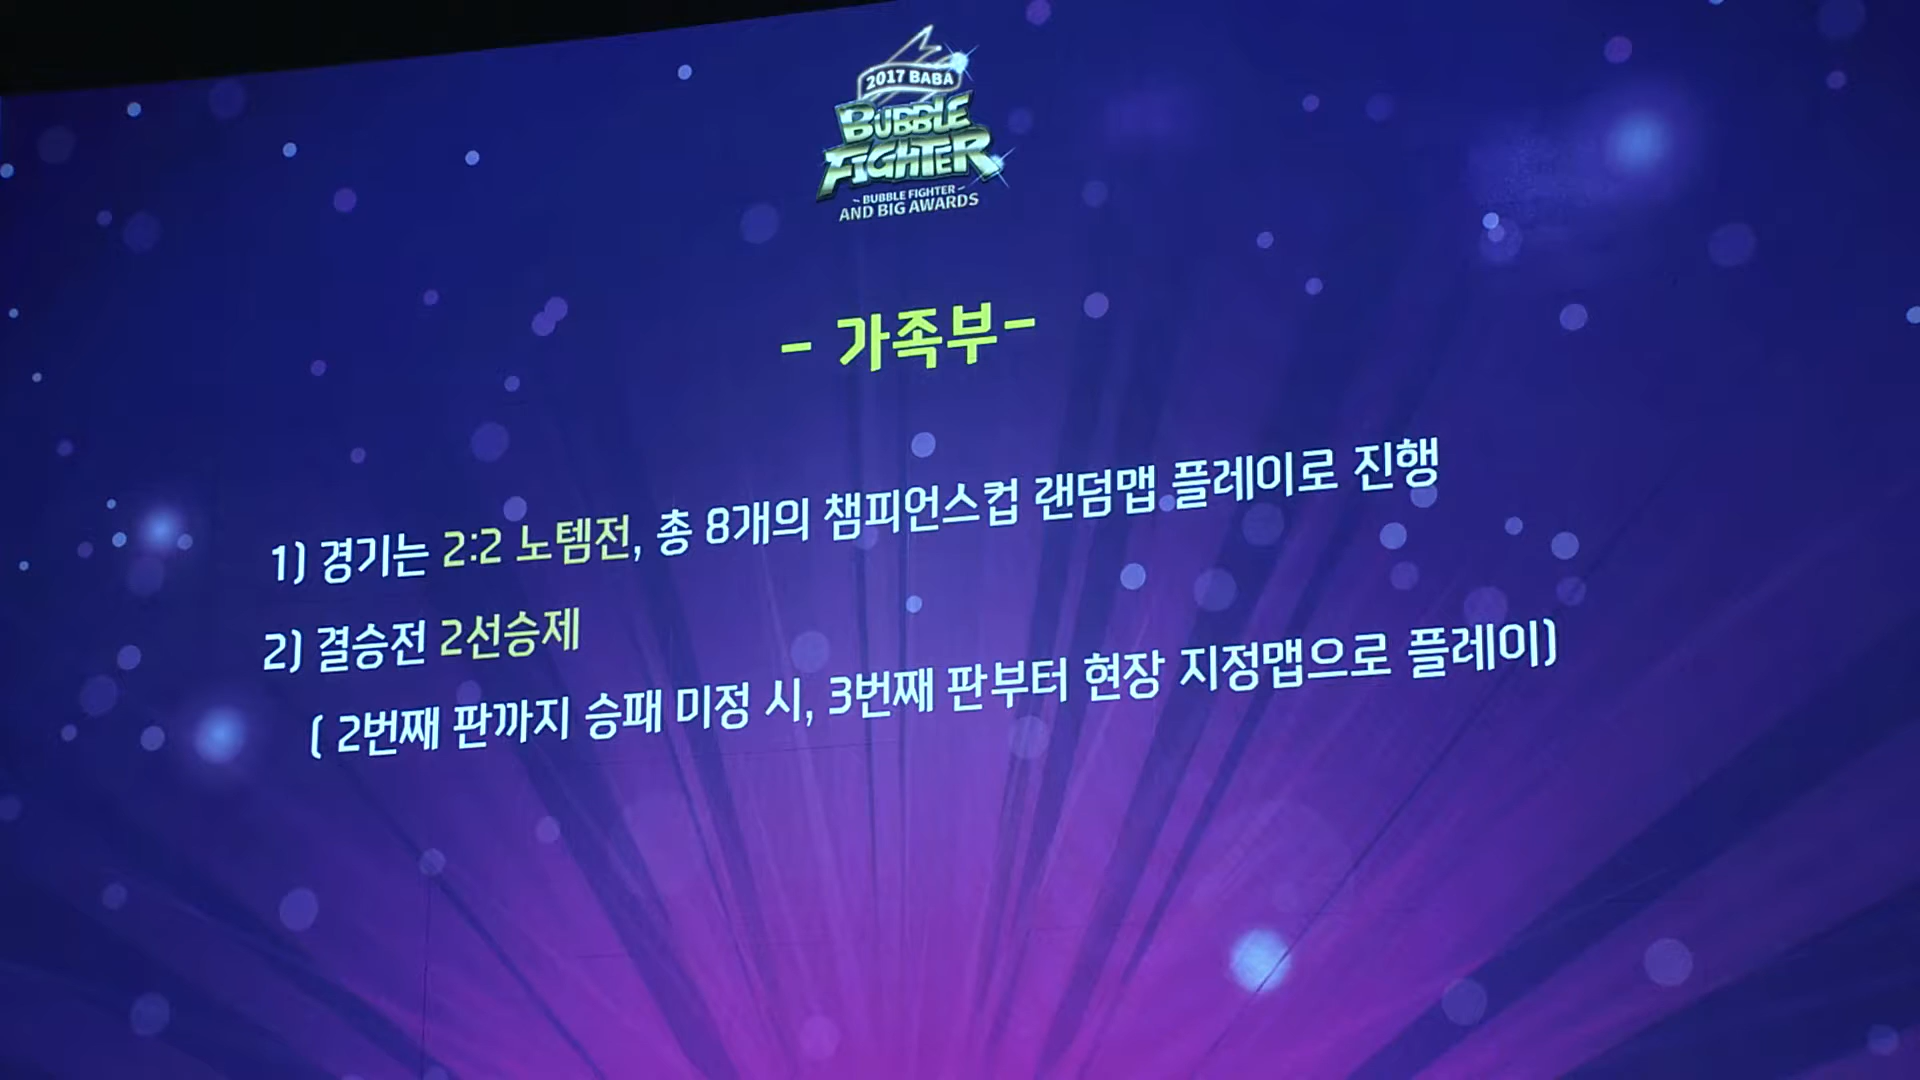 2017 BABA
BUBBLE
FIGHTER
~ BUBBLE FIGHTER ~
AND BIG AWARDS
- 가족부-
1) 경기는 2:2 노템전, 총 8개의 챔피언스컵 랜덤맵 플레이로 진행
2) 결승전 2선승제
( 2번째 판까지 승패 미정 시, 3번째 판부터 현장 지정맵으로 플레이)